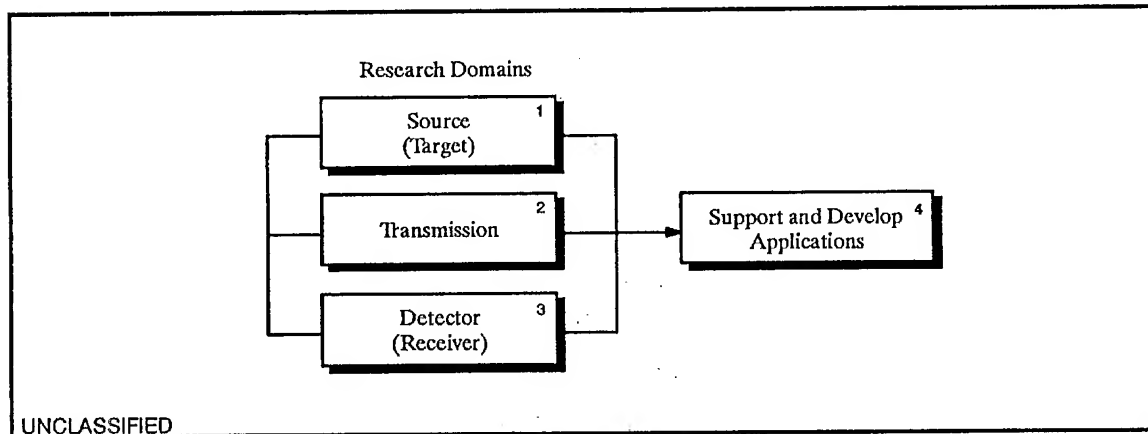 Research Domains
1
Source
(Target)
2
Transmission
Support and Develop 4
Applications
3
Detector
(Receiver)
UNCLASSIFIED